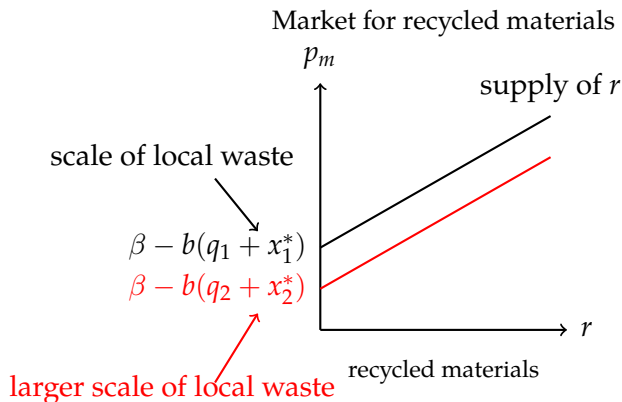 Market for recycled materials
p_m
supply of r
scale of local waste
β − b(q_1 + x_1^*)
β − b(q_2 + x_2^*)
r
recycled materials
larger scale of local waste